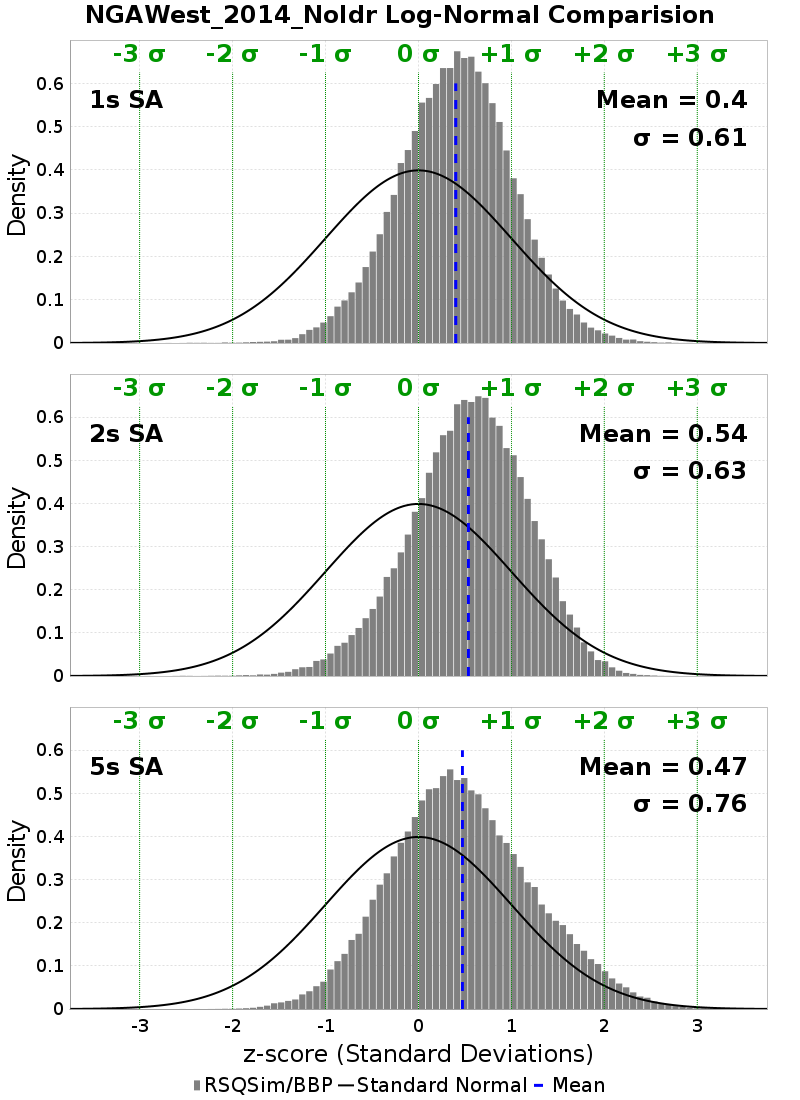 NGAWest_2014_NoIdr Log-Normal Comparision
-3 σ -2 σ -1 σ 0 σ +1 σ +2 σ +3 σ
1s SA
Mean = 0.4
σ = 0.61
Density
0.6
0.5
0.4
0.3
0.2
0.1
0
-3 σ -2 σ -1 σ 0 σ +1 σ +2 σ +3 σ
2s SA
Mean = 0.54
σ = 0.63
Density
0.6
0.5
0.4
0.3
0.2
0.1
0
-3 σ -2 σ -1 σ 0 σ +1 σ +2 σ +3 σ
5s SA
Mean = 0.47
σ = 0.76
Density
0.6
0.5
0.4
0.3
0.2
0.1
0
-3 -2 -1 0 1 2 3
z-score (Standard Deviations)
RSQSim/BBP Standard Normal Mean